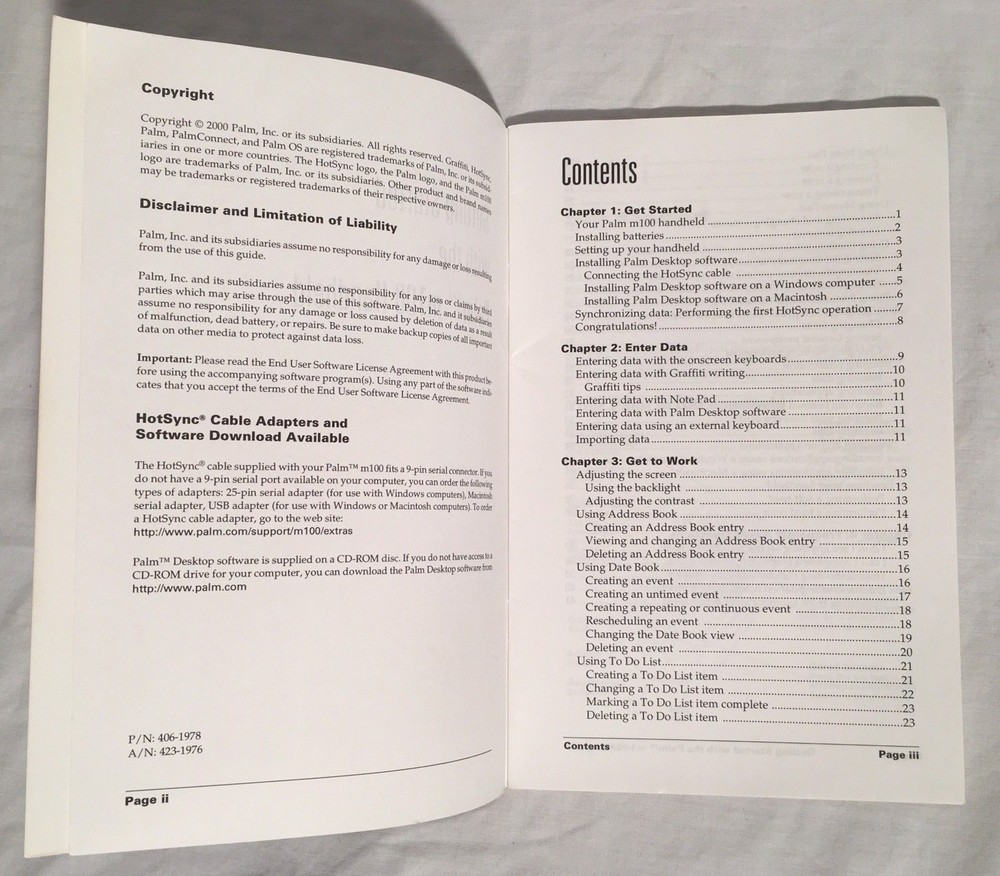 Copyright
Copyright © 2000 Palm, Inc. or its subsidiaries. All rights reserved. Graffiti, HotSync,
Palm, PalmConnect, and Palm OS are registered trademarks of Palm, Inc. or its subsid-
iaries in one or more countries. The HotSync logo, the Palm logo, and the Palm m100
logo are trademarks of Palm, Inc. or its subsidiaries. Other product and brand names
may be trademarks or registered trademarks of their respective owners.
Disclaimer and Limitation of Liability
Palm, Inc. and its subsidiaries assume no responsibility for any damage or loss resulting
from the use of this guide.
Palm, Inc. and its subsidiaries assume no responsibility for any loss or claims by third
parties which may arise through the use of this software. Palm, Inc. and it subsidiaries
assume no responsibility for any damage or loss caused by deletion of data as a result
of malfunction, dead battery, or repairs. Be sure to make backup copies of all important
data on other media to protect against data loss.
Important: Please read the End User Software License Agreement with this product be-
fore using the accompanying software program(s). Using any part of the software indi-
cates that you accept the terms of the End User Software License Agreement.
HotSync® Cable Adapters and
Software Download Available
The HotSync® cable supplied with your Palm™ m100 fits a 9-pin serial connector. If you
do not have a 9-pin serial port available on your computer, you can order the following
types of adapters: 25-pin serial adapter (for use with Windows computers), Macintosh
serial adapter, USB adapter (for use with Windows or Macintosh computers). To order
a HotSync cable adapter, go to the web site:
http://www.palm.com/support/m100/extras
Palm™ Desktop software is supplied on a CD-ROM disc. If you do not have access to a
CD-ROM drive for your computer, you can download the Palm Desktop software from
http://www.palm.com
P/N: 406-1978
A/N: 423-1976
Page ii
Contents
Chapter 1: Get Started
Your Palm m100 handheld ... 1
Installing batteries ... 2
Setting up your handheld ... 3
Installing Palm Desktop software ... 3
Connecting the HotSync cable ... 4
Installing Palm Desktop software on a Windows computer ... 5
Installing Palm Desktop software on a Macintosh ... 6
Synchronizing data: Performing the first HotSync operation ... 7
Congratulations! ... 8
Chapter 2: Enter Data
Entering data with the onscreen keyboards ... 9
Entering data with Graffiti writing ... 10
Graffiti tips ... 10
Entering data with Note Pad ... 11
Entering data with Palm Desktop software ... 11
Entering data using an external keyboard ... 11
Importing data ... 11
Chapter 3: Get to Work
Adjusting the screen ... 13
Using the backlight ... 13
Adjusting the contrast ... 13
Using Address Book ... 14
Creating an Address Book entry ... 14
Viewing and changing an Address Book entry ... 15
Deleting an Address Book entry ... 15
Using Date Book ... 16
Creating an event ... 16
Creating an untimed event ... 17
Creating a repeating or continuous event ... 18
Rescheduling an event ... 18
Changing the Date Book view ... 19
Deleting an event ... 20
Using To Do List ... 21
Creating a To Do List item ... 21
Changing a To Do List item ... 22
Marking a To Do List item complete ... 23
Deleting a To Do List item ... 23
Contents
Page iii